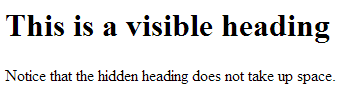 This is a visible heading
Notice that the hidden heading does not take up space.